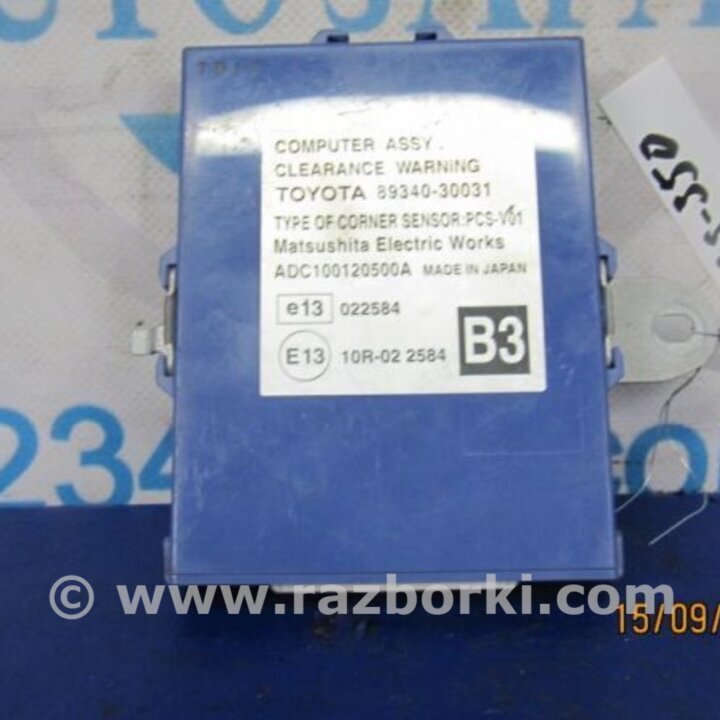 COMPUTER ASSY.
CLEARANCE WARNING
TOYOTA 89340-30031
TYPE OF CORNER SENSOR:PCS-V01
Matsushita Electric Works
ADC100120500A MADE IN JAPAN
e13 022584
E13 10R-02 2584
B3
234
© www.razborki.com
15/09/